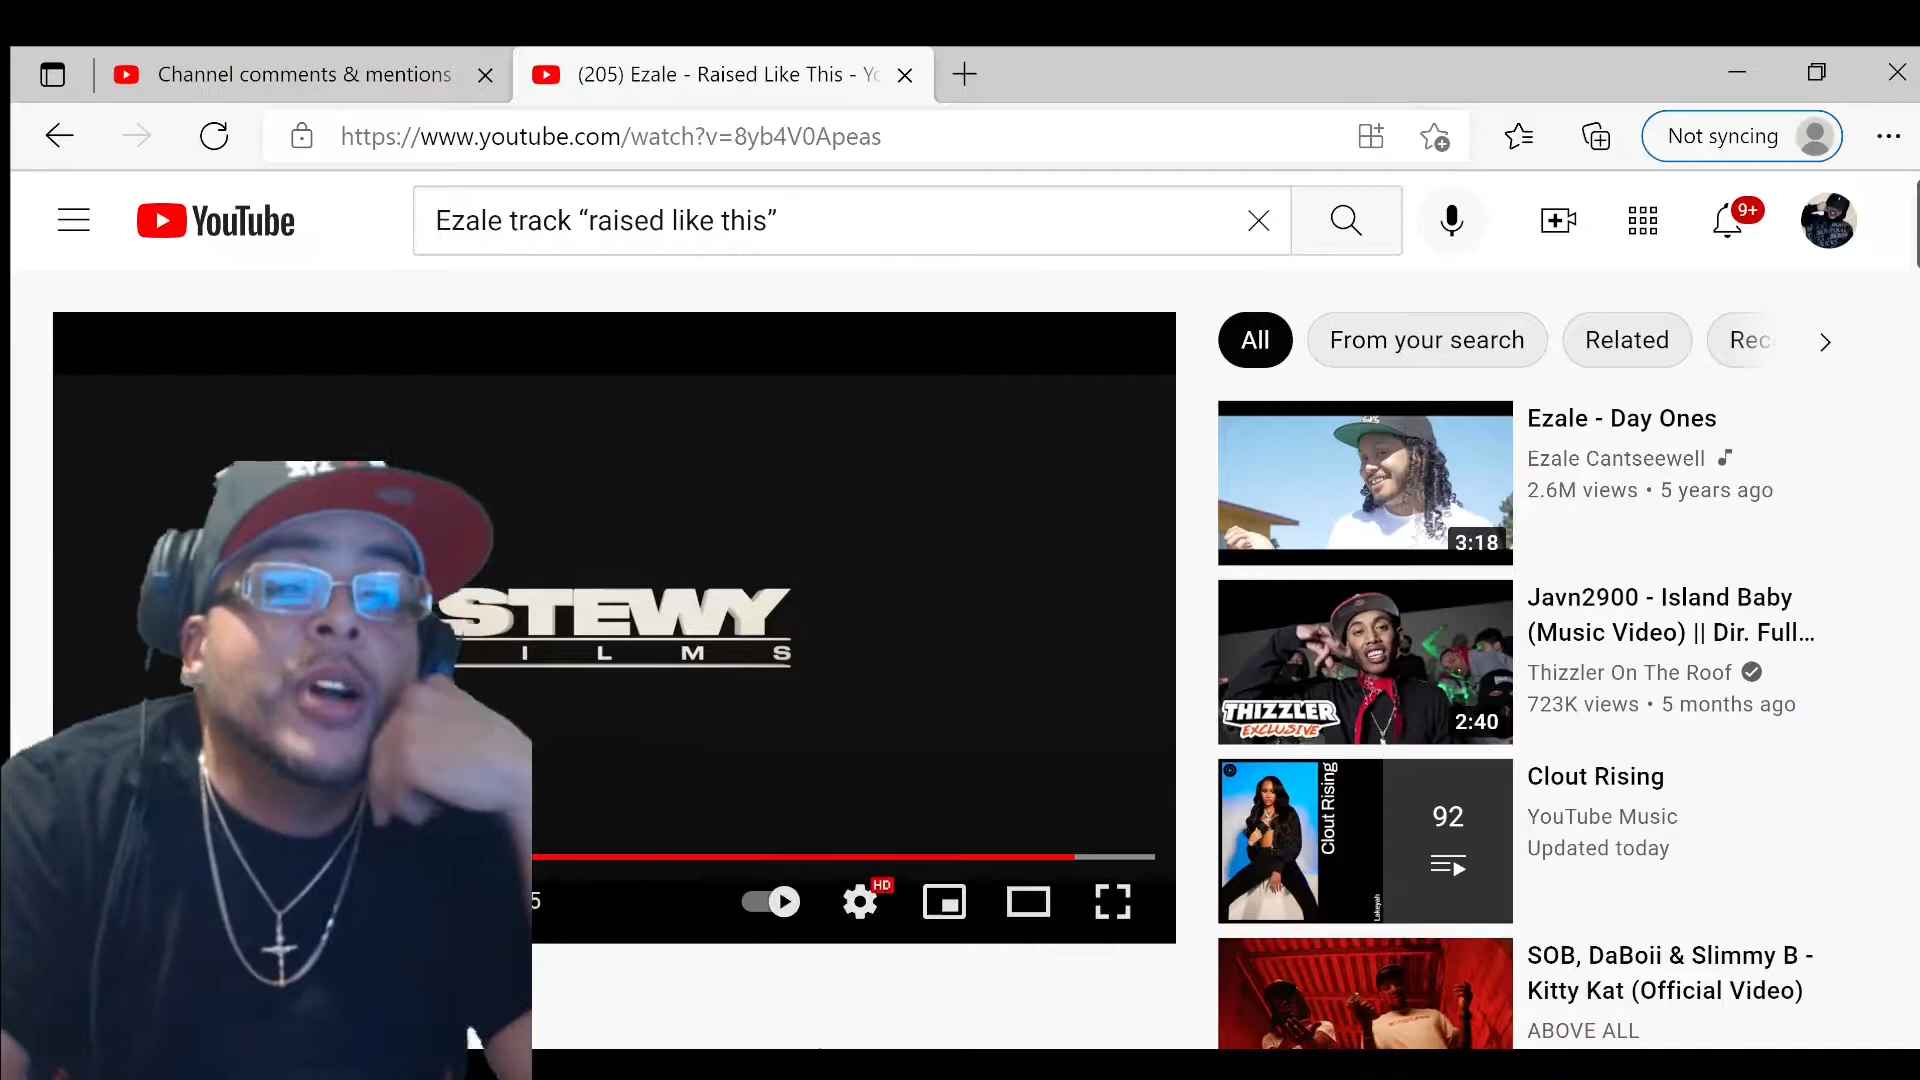 Channel comments & mentions
(205) Ezale - Raised Like This - Yo
https://www.youtube.com/watch?v=8yb4V0Apeas
Not syncing
YouTube
Ezale track “raised like this”
9+
All
From your search
Related
Rec
STEWY
I L M S
5
HD
Ezale - Day Ones
Ezale Cantseewell
2.6M views • 5 years ago
3:18
Javn2900 - Island Baby
(Music Video) || Dir. Full...
Thizzler On The Roof
723K views • 5 months ago
THIZZLER
EXCLUSIVE
2:40
Clout Rising
YouTube Music
Updated today
Clout Rising
Lakeyah
92
SOB, DaBoii & Slimmy B -
Kitty Kat (Official Video)
ABOVE ALL